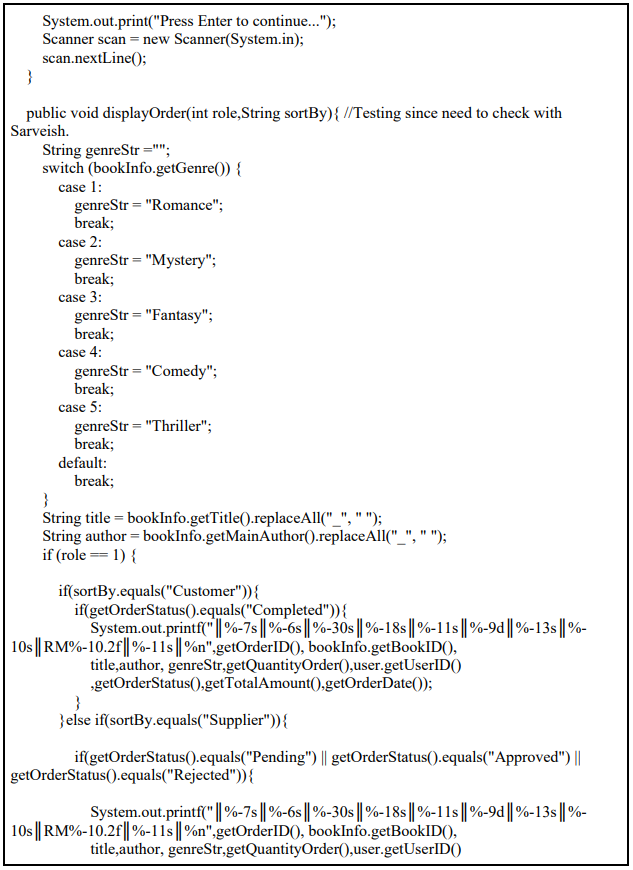 System.out.print("Press Enter to continue...");
Scanner scan = new Scanner(System.in);
scan.nextLine();
}
public void displayOrder(int role,String sortBy){ //Testing since need to check with
Sarveish.
String genreStr ="";
switch (bookInfo.getGenre()) {
case 1:
genreStr = "Romance";
break;
case 2:
genreStr = "Mystery";
break;
case 3:
genreStr = "Fantasy";
break;
case 4:
genreStr = "Comedy";
break;
case 5:
genreStr = "Thriller";
break;
default:
break;
}
String title = bookInfo.getTitle().replaceAll("_", " ");
String author = bookInfo.getMainAuthor().replaceAll("_", " ");
if (role == 1) {
if(sortBy.equals("Customer")){
if(getOrderStatus().equals("Completed")){
System.out.printf("║%-7s║%-6s║%-30s║%-18s║%-11s║%-9d║%-13s║%-
10s║RM%-10.2f║%-11s║%n",getOrderID(), bookInfo.getBookID(),
title,author, genreStr,getQuantityOrder(),user.getUserID()
,getOrderStatus(),getTotalAmount(),getOrderDate());
}
}else if(sortBy.equals("Supplier")){
if(getOrderStatus().equals("Pending") || getOrderStatus().equals("Approved") ||
getOrderStatus().equals("Rejected")){
System.out.printf("║%-7s║%-6s║%-30s║%-18s║%-11s║%-9d║%-13s║%-
10s║RM%-10.2f║%-11s║%n",getOrderID(), bookInfo.getBookID(),
title,author, genreStr,getQuantityOrder(),user.getUserID()